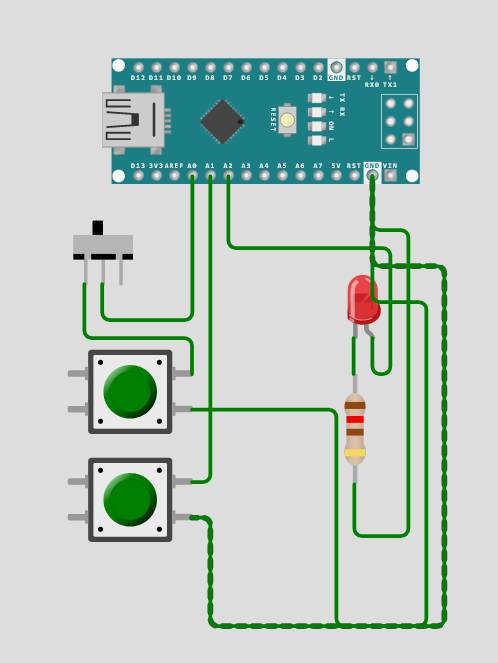 D12 D11 D10 D9 D8 D7 D6 D5 D4 D3 D2 GND RST ↓ ↑
RX0 TX1
RESET
TX RX
↓ ↑ ON L
D13 3V3 AREF A0 A1 A2 A3 A4 A5 A6 A7 5V RST GND VIN